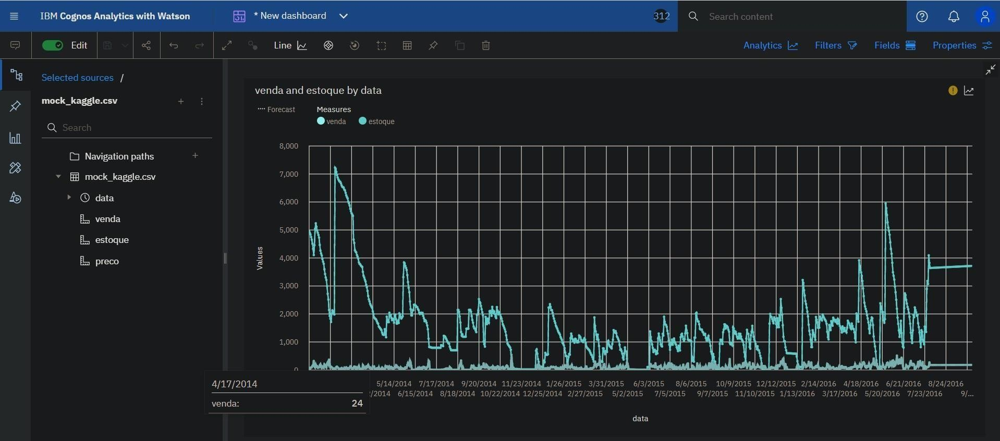 IBM Cognos Analytics with Watson
* New dashboard
312
Search content
Edit
Line
Analytics
Filters
Fields
Properties
Selected sources /
mock_kaggle.csv
Search
Navigation paths
mock_kaggle.csv
data
venda
estoque
preco
venda and estoque by data
Forecast
Measures
venda
estoque
8,000
7,000
6,000
5,000
4,000
3,000
2,000
1,000
0
Values
5/14/2014 7/17/2014 9/20/2014 11/23/2014 1/26/2015 3/31/2015 6/3/2015 8/6/2015 10/9/2015 12/12/2015 2/14/2016 4/18/2016 6/21/2016 8/24/2016
/2014 6/15/2014 8/18/2014 10/22/2014 12/25/2014 2/27/2015 5/2/2015 7/5/2015 9/7/2015 11/10/2015 1/13/2016 3/17/2016 5/20/2016 7/23/2016 9/...
data
4/17/2014
venda: 24